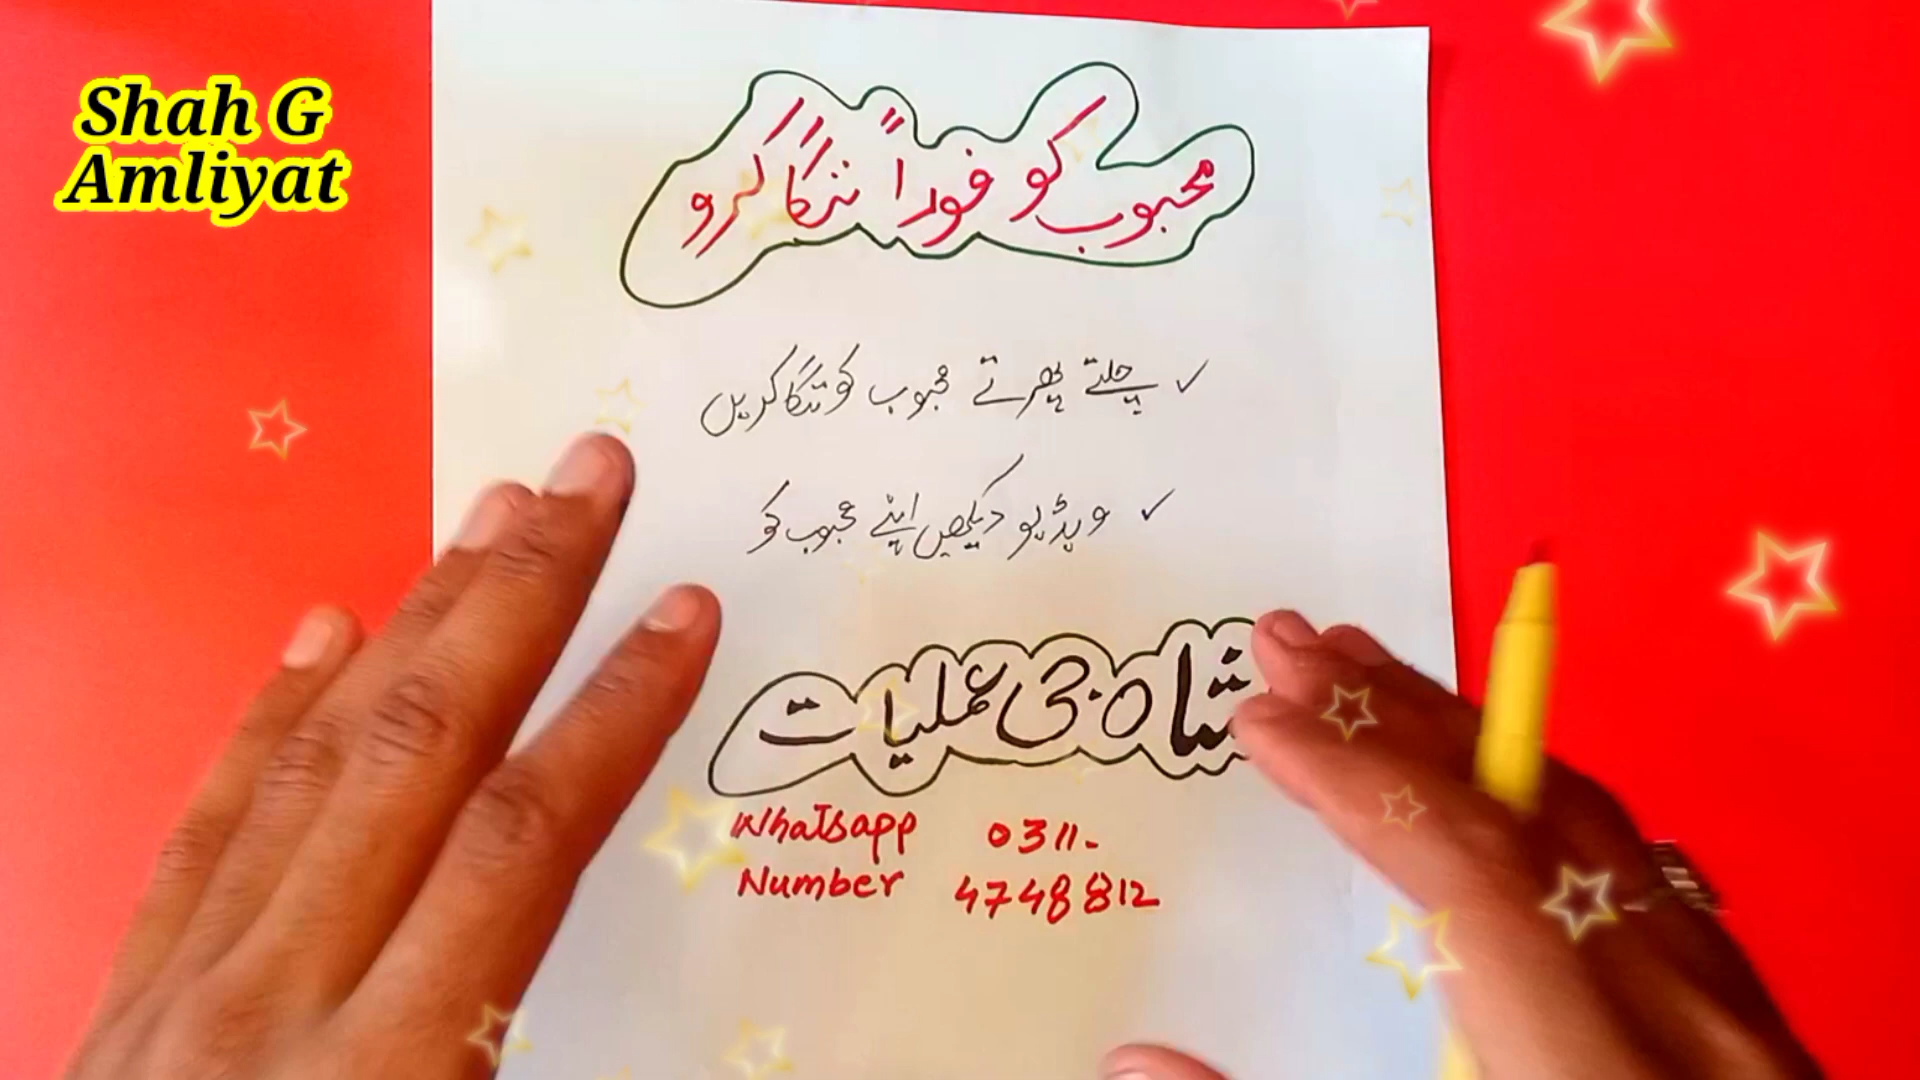 Shah G
Amliyat
محبوب کو فوراً ننگا کرو
✓ چلتے پھرتے محبوب کو ننگا کریں
✓ ویڈیو دیکھیں اپنے محبوب کو
شاہ جی عملیات
Whatsapp 0311-
Number 4748812